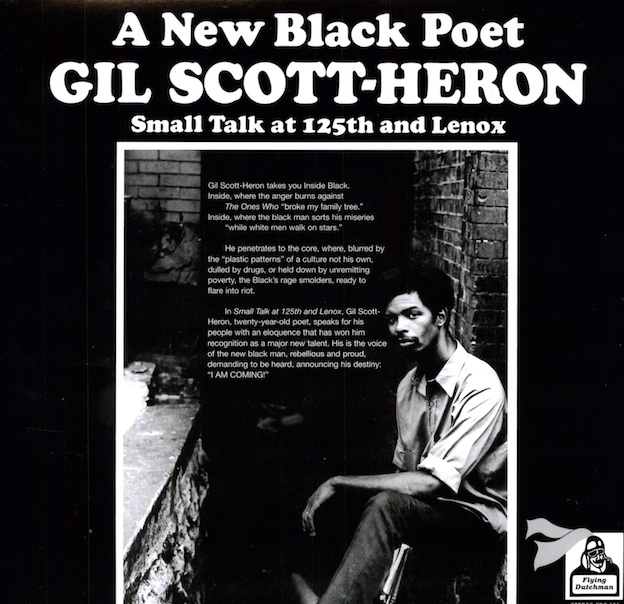 A New Black Poet
GIL SCOTT-HERON
Small Talk at 125th and Lenox
Gil Scott-Heron takes you Inside Black.
Inside, where the anger burns against
The Ones Who “broke my family tree.”
Inside, where the black man sorts his miseries
“while white men walk on stars.”
He penetrates to the core, where, blurred by
the “plastic patterns” of a culture not his own,
dulled by drugs, or held down by unremitting
poverty, the Black's rage smolders, ready to
flare into riot.
In Small Talk at 125th and Lenox, Gil Scott-
Heron, twenty-year-old poet, speaks for his
people with an eloquence that has won him
recognition as a major new talent. His is the voice
of the new black man, rebellious and proud,
demanding to be heard, announcing his destiny:
“I AM COMING!”
Flying
Dutchman